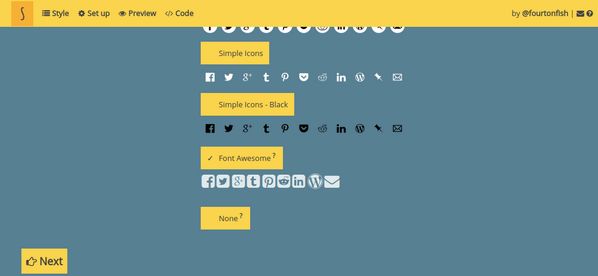 Style Set up Preview Code by @fourtonfish |
Simple Icons
Simple Icons - Black
Font Awesome ?
None ?
Next